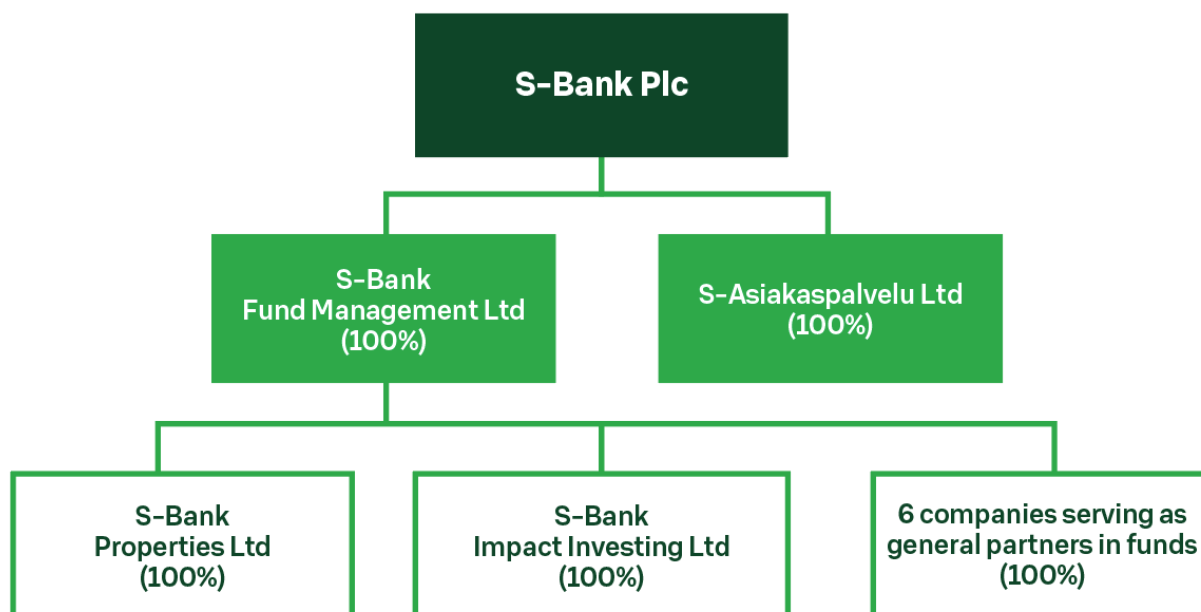 S-Bank Plc
S-Bank
Fund Management Ltd
(100%)
S-Asiakaspalvelu Ltd
(100%)
S-Bank
Properties Ltd
(100%)
S-Bank
Impact Investing Ltd
(100%)
6 companies serving as
general partners in funds
(100%)